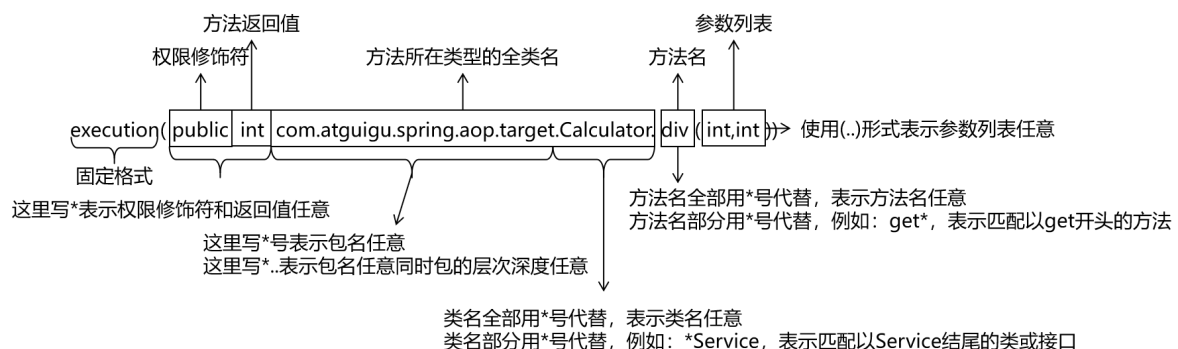 方法返回值
参数列表
权限修饰符
方法所在类型的全类名
方法名
execution(public int com.atguigu.spring.aop.target.Calculator.div(int,int)) 使用(..)形式表示参数列表任意
固定格式
方法名全部用*号代替，表示方法名任意
这里写*表示权限修饰符和返回值任意
方法名部分用*号代替，例如：get*，表示匹配以get开头的方法
这里写*号表示包名任意
这里写*..表示包名任意同时包的层次深度任意
类名全部用*号代替，表示类名任意
类名部分用*号代替，例如：*Service，表示匹配以Service结尾的类或接口